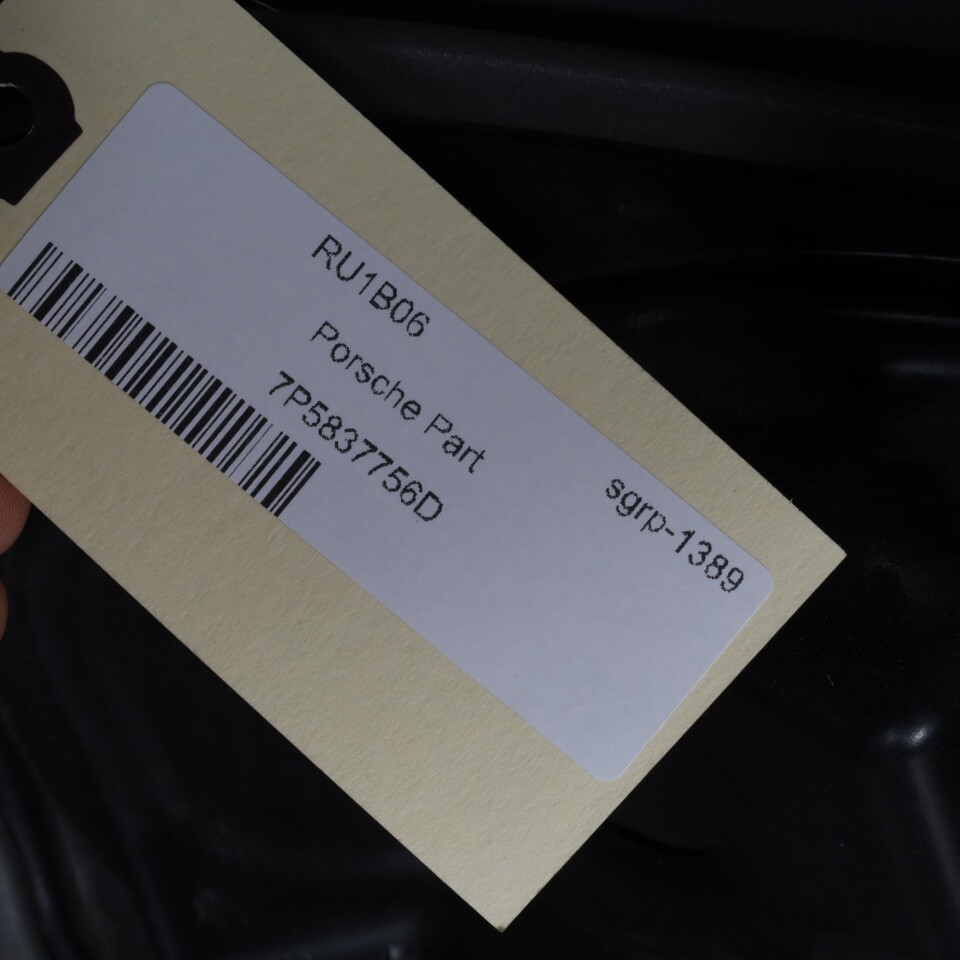 RU1B06
Porsche Part
7P5837756D
sgrp-1389